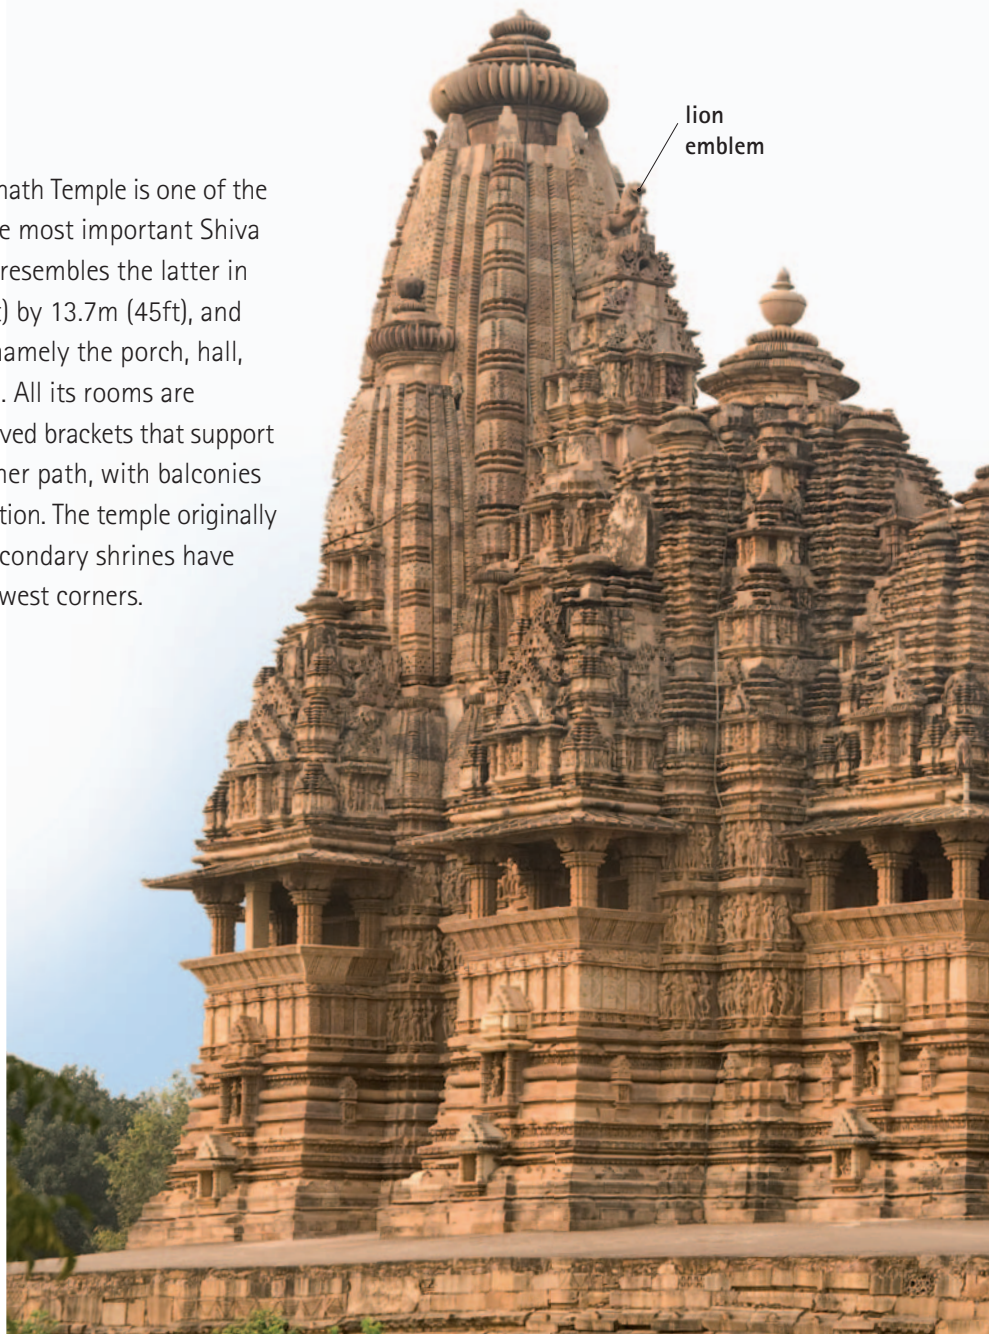 nath Temple is one of the
e most important Shiva
resembles the latter in
t) by 13.7m (45ft), and
namely the porch, hall,
. All its rooms are
ved brackets that support
ner path, with balconies
tion. The temple originally
condary shrines have
west corners.
lion
emblem